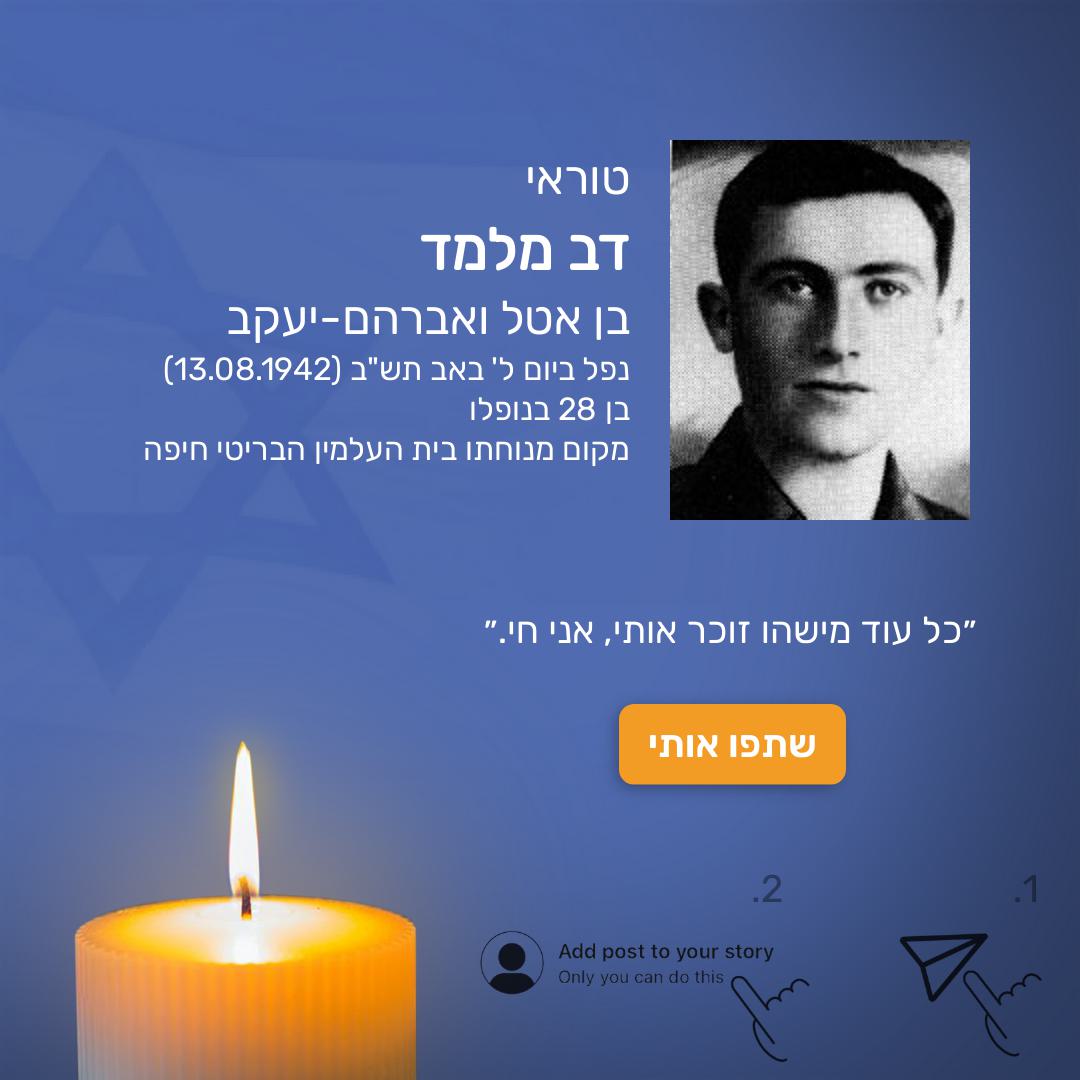 טוראי
דב מלמד
בן אטל ואברהם-יעקב
נפל ביום ל' באב תש"ב (13.08.1942)
בן 28 בנופלו
מקום מנוחתו בית העלמין הבריטי חיפה
״כל עוד מישהו זוכר אותי, אני חי.״
שתפו אותי
.1
.2
Add post to your story
Only you can do this